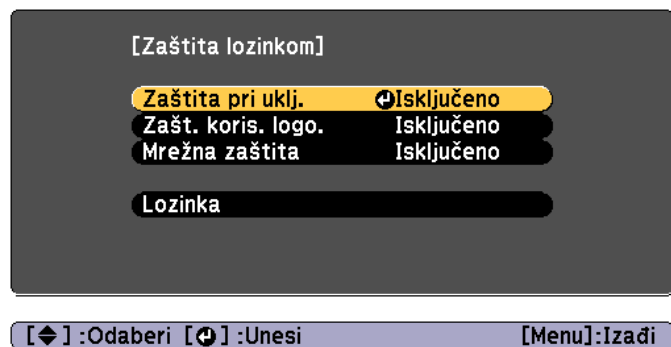 [Zaštita lozinkom]
Zaštita pri uklj. Isključeno
Zašt. koris. logo. Isključeno
Mrežna zaštita Isključeno
Lozinka
[ ] :Odaberi [ ] :Unesi [Menu]:Izađi